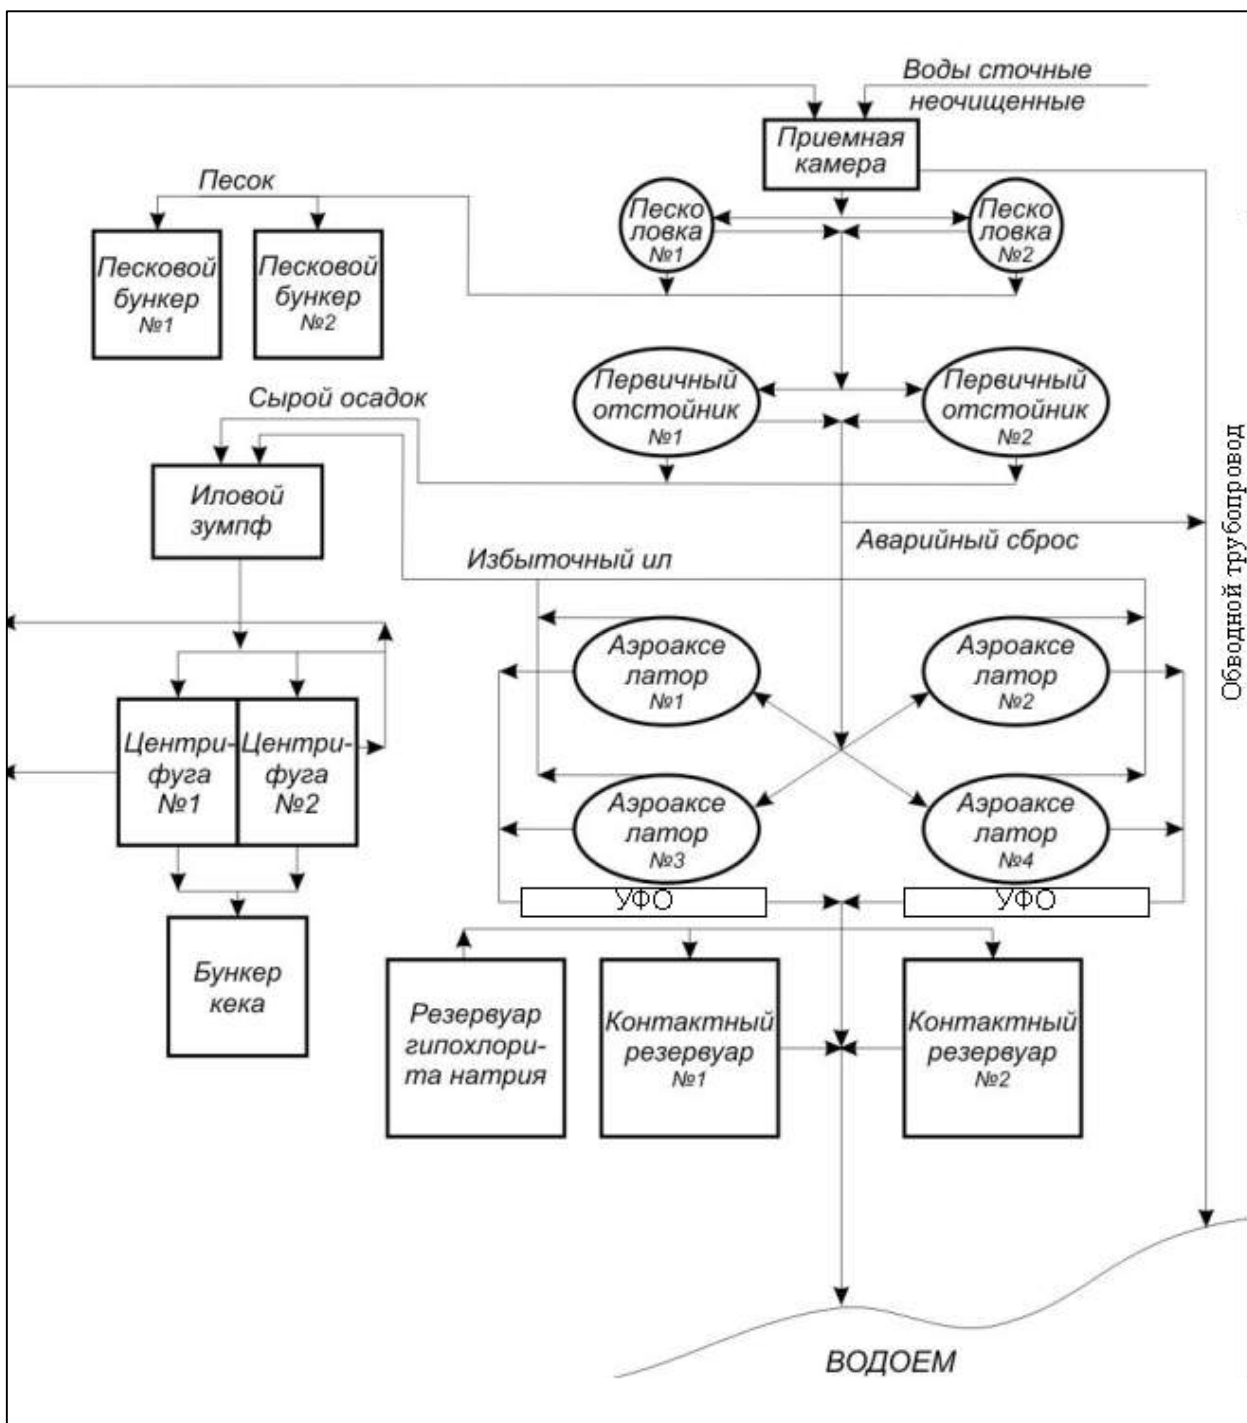 Воды сточные
неочищенные
Приемная
камера
Песок
Песко
ловка
№1
Песко
ловка
№2
Песковой
бункер
№1
Песковой
бункер
№2
Первичный
отстойник
№1
Первичный
отстойник
№2
Сырой осадок
Обводной трубопровод
Иловой
зумпф
Аварийный сброс
Избыточный ил
Аэроаксе
латор
№1
Аэроаксе
латор
№2
Центри-
фуга
№1
Центри-
фуга
№2
Аэроаксе
латор
№3
Аэроаксе
латор
№4
УФО
УФО
Бункер
кека
Резервуар
гипохлори-
та натрия
Контактный
резервуар
№1
Контактный
резервуар
№2
ВОДОЕМ